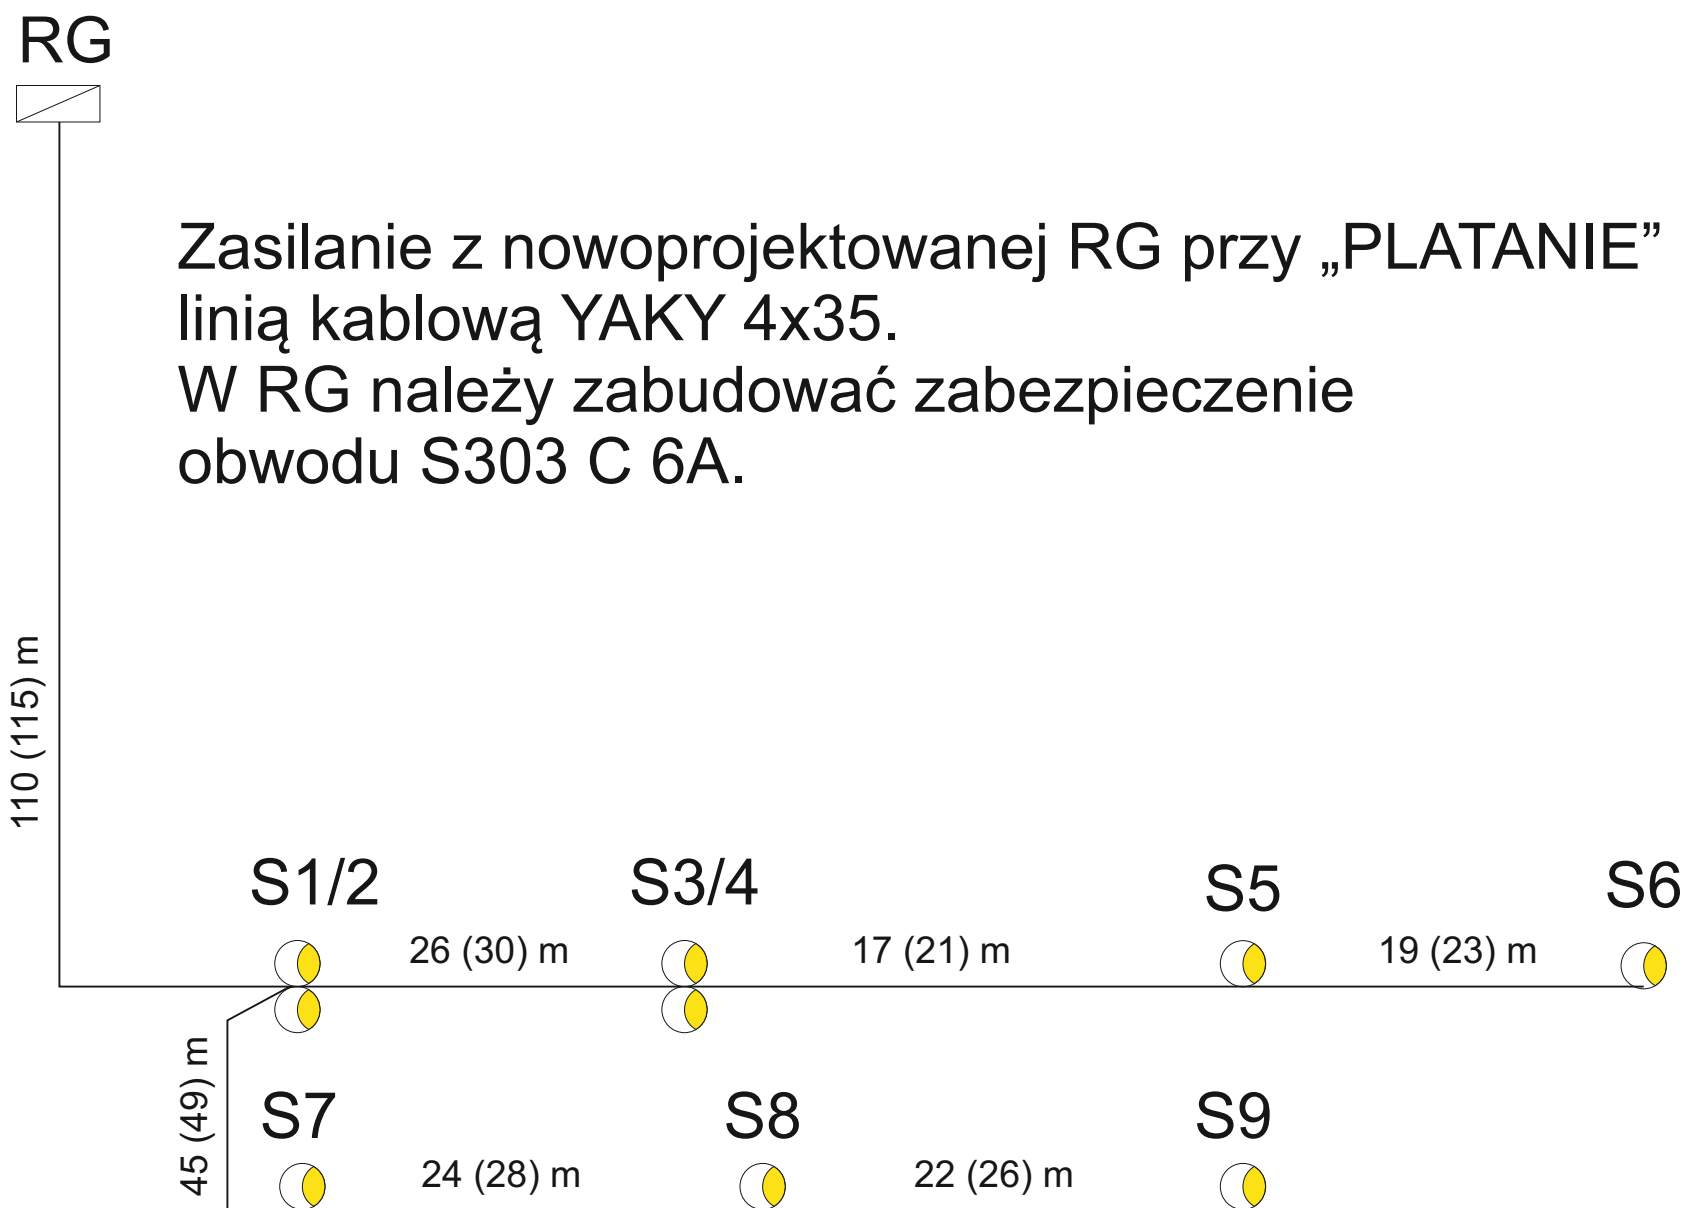 RG
Zasilanie z nowoprojektowanej RG przy „PLATANIE”
linią kablową YAKY 4x35.
W RG należy zabudować zabezpieczenie
obwodu S303 C 6A.
110 (115) m
S1/2
S3/4
S5
S6
26 (30) m
17 (21) m
19 (23) m
45 (49) m
S7
S8
S9
24 (28) m
22 (26) m